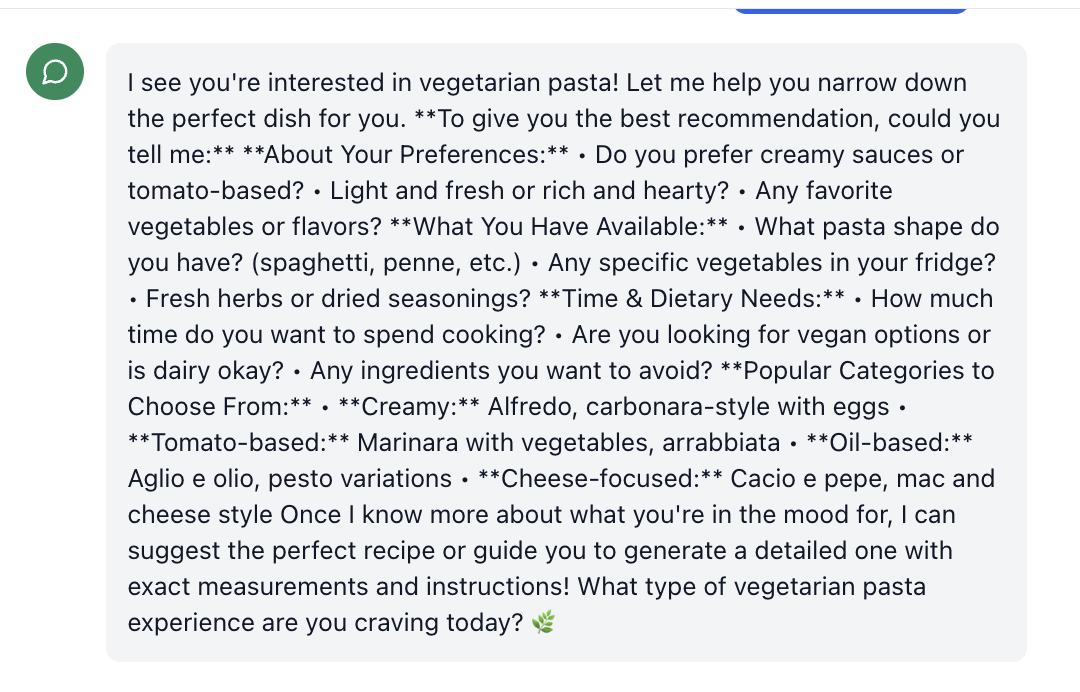 I see you're interested in vegetarian pasta! Let me help you narrow down
the perfect dish for you. **To give you the best recommendation, could you
tell me:** **About Your Preferences:** • Do you prefer creamy sauces or
tomato-based? • Light and fresh or rich and hearty? • Any favorite
vegetables or flavors? **What You Have Available:** • What pasta shape do
you have? (spaghetti, penne, etc.) • Any specific vegetables in your fridge?
• Fresh herbs or dried seasonings? **Time & Dietary Needs:** • How much
time do you want to spend cooking? • Are you looking for vegan options or
is dairy okay? • Any ingredients you want to avoid? **Popular Categories to
Choose From:** • **Creamy:** Alfredo, carbonara-style with eggs •
**Tomato-based:** Marinara with vegetables, arrabbiata • **Oil-based:**
Aglio e olio, pesto variations • **Cheese-focused:** Cacio e pepe, mac and
cheese style Once I know more about what you're in the mood for, I can
suggest the perfect recipe or guide you to generate a detailed one with
exact measurements and instructions! What type of vegetarian pasta
experience are you craving today? 🌿